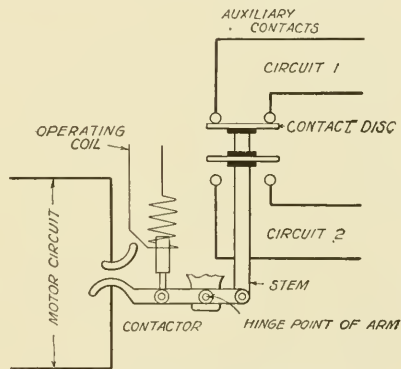 AUXILIARY
CONTACTS
CIRCUIT 1
OPERATING
COIL
CONTACT DISC
MOTOR CIRCUIT
CIRCUIT 2
STEM
CONTACTOR
HINGE POINT OF ARM